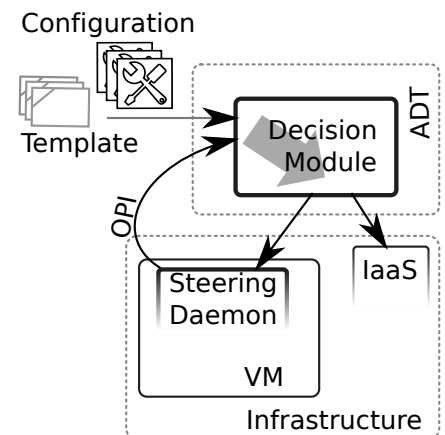 Configuration
Template
Decision
Module
ADT
OPI
Steering
Daemon
IaaS
VM
Infrastructure